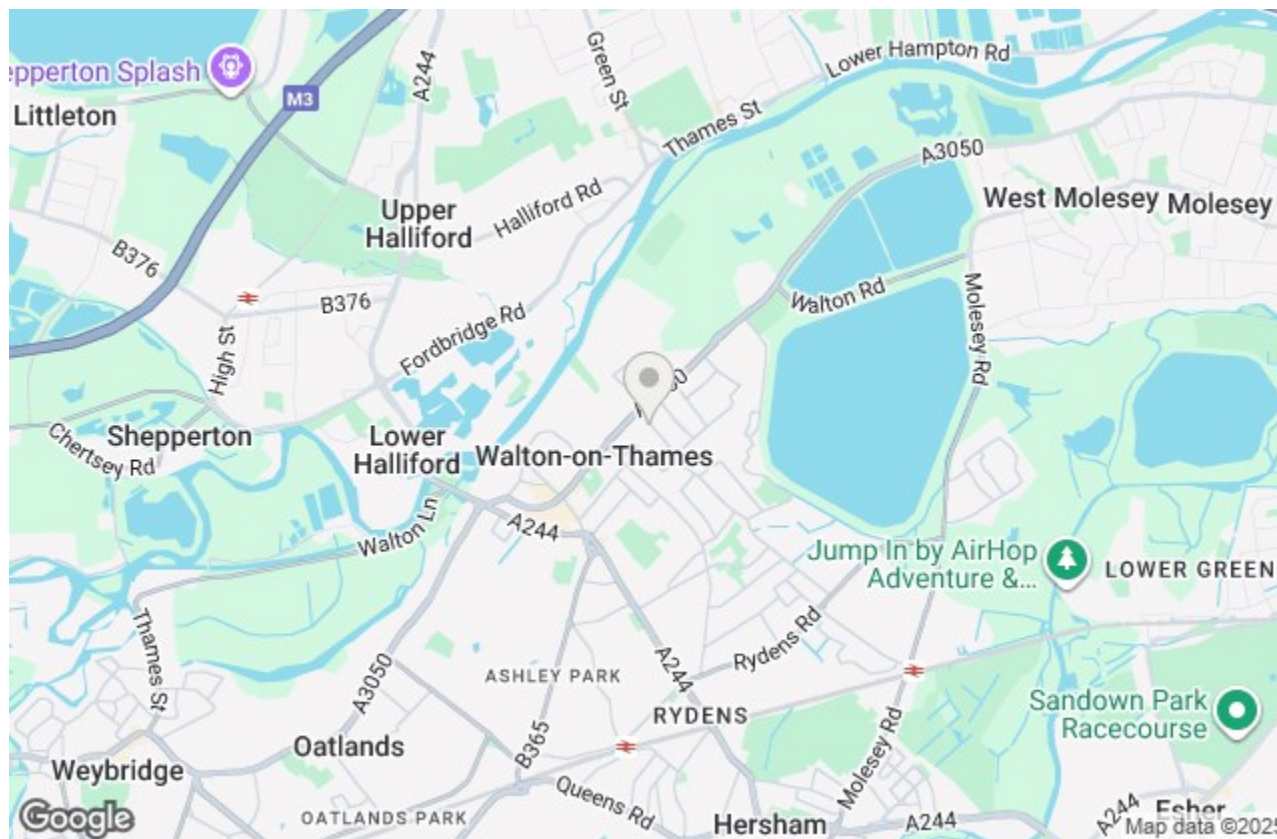 epperton Splash
A244
Green St
Lower Hampton Rd
M3
Littleton
Thames St
A3050
Upper
Halliford
Halliford Rd
West Molesey
Molesey
B376
B376
Walton Rd
Molesey Rd
High St
Fordbridge Rd
Shepperton
Chertsey Rd
Lower
Halliford
Walton-on-Thames
Walton Ln
A244
Jump In by AirHop
Adventure &...
LOWER GREEN
Thames St
A3050
ASHLEY PARK
A244
Rydens Rd
RYDENS
Sandown Park
Racecourse
Oatlands
B365
Weybridge
Molesey Rd
Queens Rd
OATLANDS PARK
Hersham
A244
A244
Esher
Google
Map data ©2025